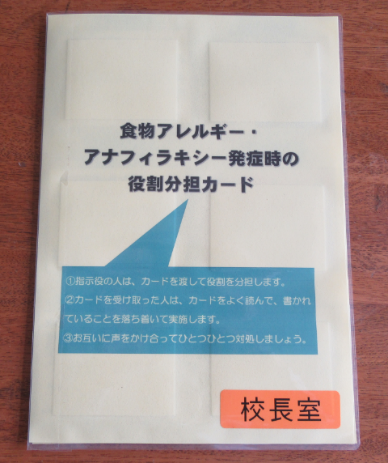 食物アレルギー・
アナフィラキシー発症時の
役割分担カード
①指示役の人は、カードを渡して役割を分担します。
②カードを受け取った人は、カードをよく読んで、書かれ
ていることを落ち着いて実施します。
③お互いに声をかけ合ってひとつひとつ対処しましょう。
校長室